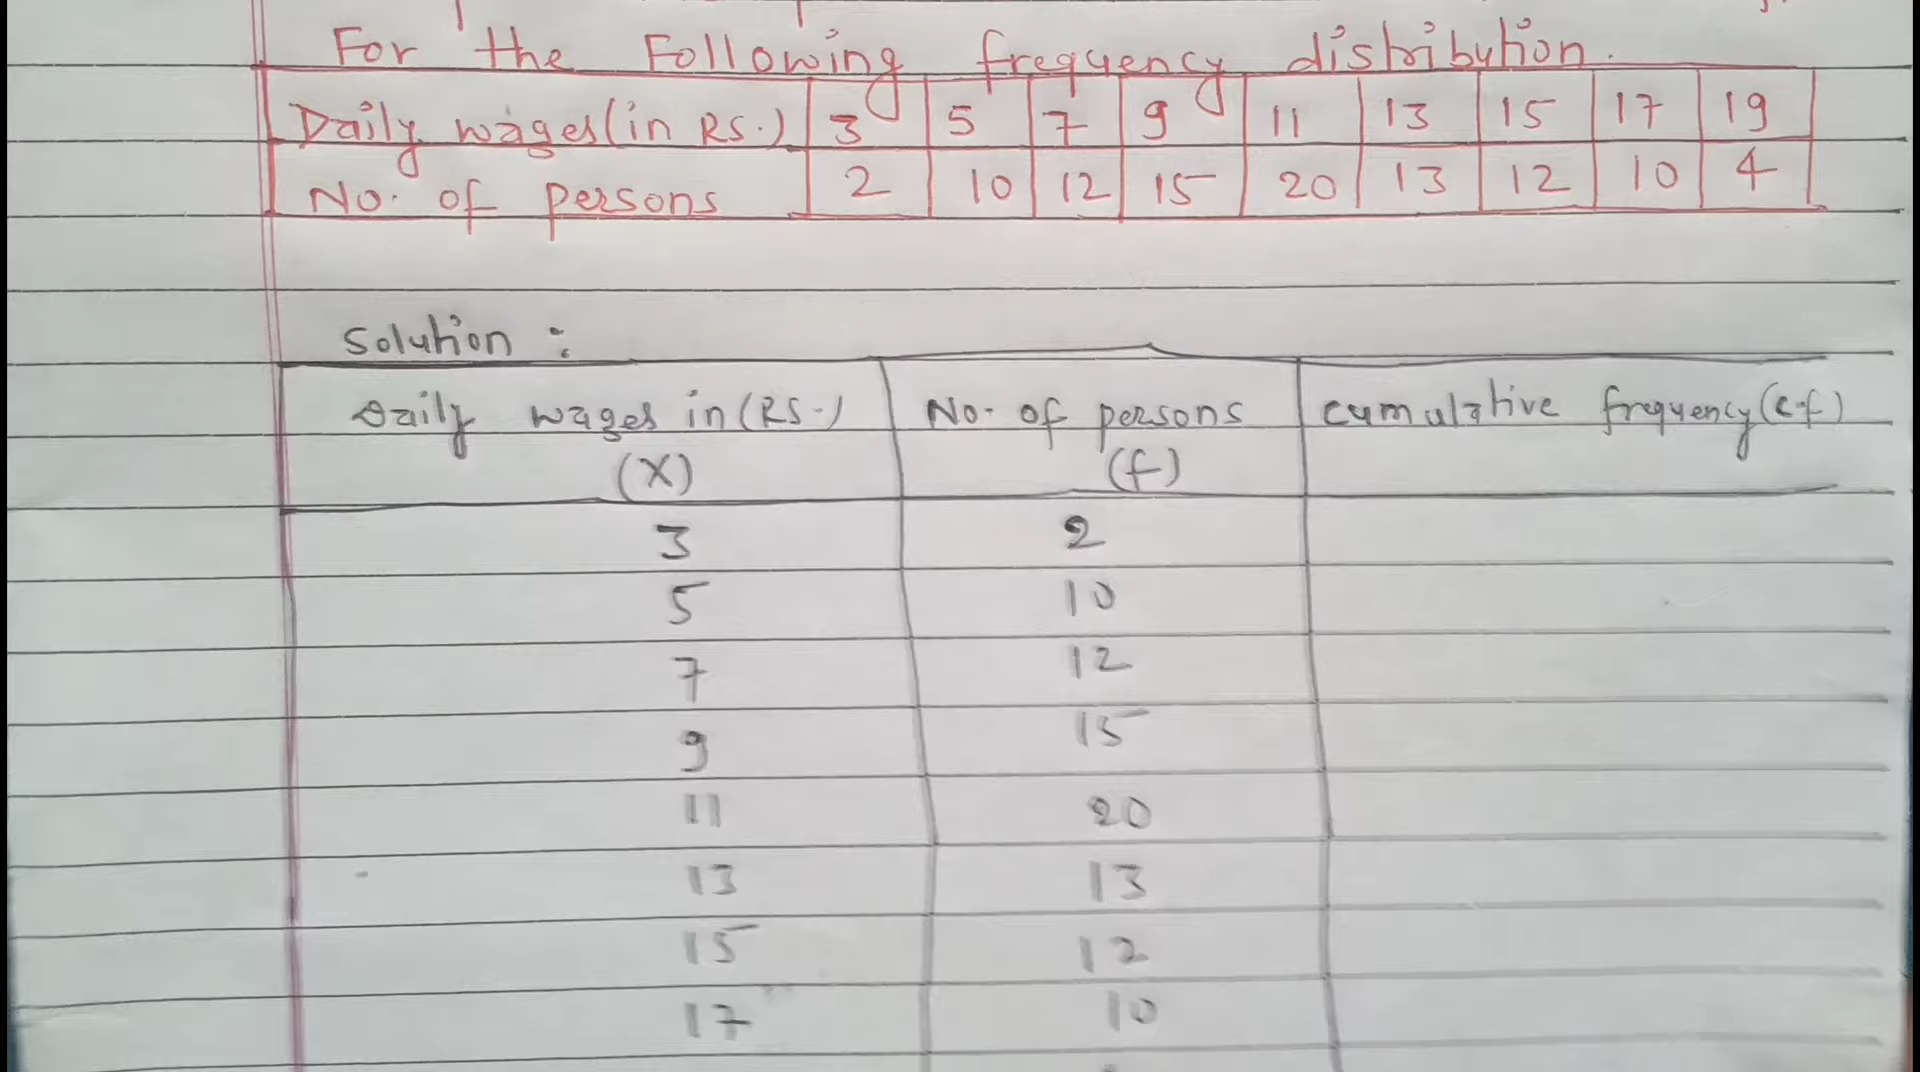 For the Following frequency distribution.
Daily wages (in RS.) 3 5 7 9 11 13 15 17 19
No. of persons 2 10 12 15 20 13 12 10 4
Solution :
Daily wages in (RS.) No. of persons cumulative frequency (c.f)
(X) (f)
3 2
5 10
7 12
9 15
11 20
13 13
15 12
17 10